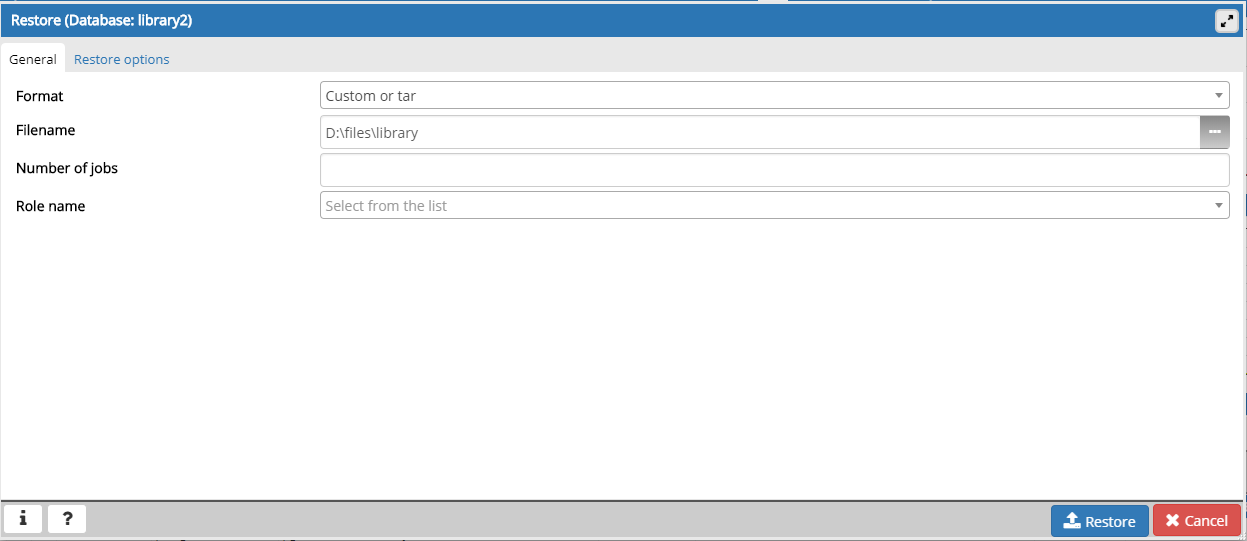 Restore (Database: library2)
General Restore options
Format Custom or tar
Filename D:\files\library
Number of jobs
Role name Select from the list
i ? Restore Cancel